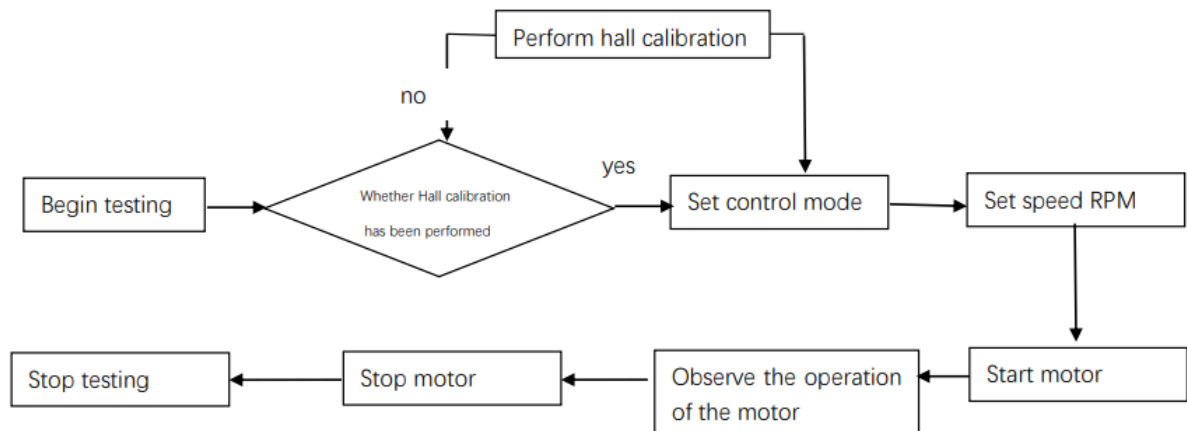 Perform hall calibration
no
yes
Begin testing
Whether Hall calibration
has been performed
Set control mode
Set speed RPM
Stop testing
Stop motor
Observe the operation
of the motor
Start motor